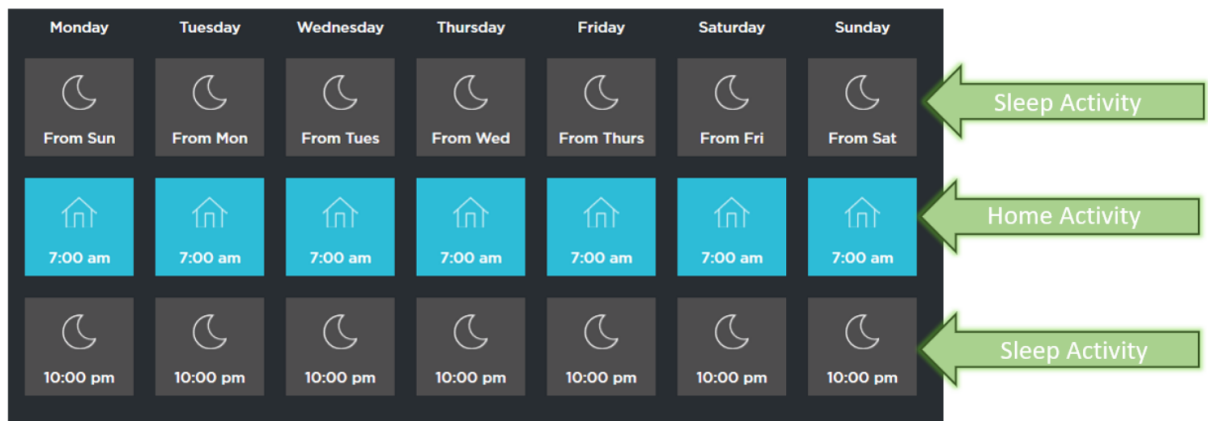 Monday Tuesday Wednesday Thursday Friday Saturday Sunday
From Sun From Mon From Tues From Wed From Thurs From Fri From Sat
Sleep Activity
7:00 am 7:00 am 7:00 am 7:00 am 7:00 am 7:00 am 7:00 am
Home Activity
10:00 pm 10:00 pm 10:00 pm 10:00 pm 10:00 pm 10:00 pm 10:00 pm
Sleep Activity